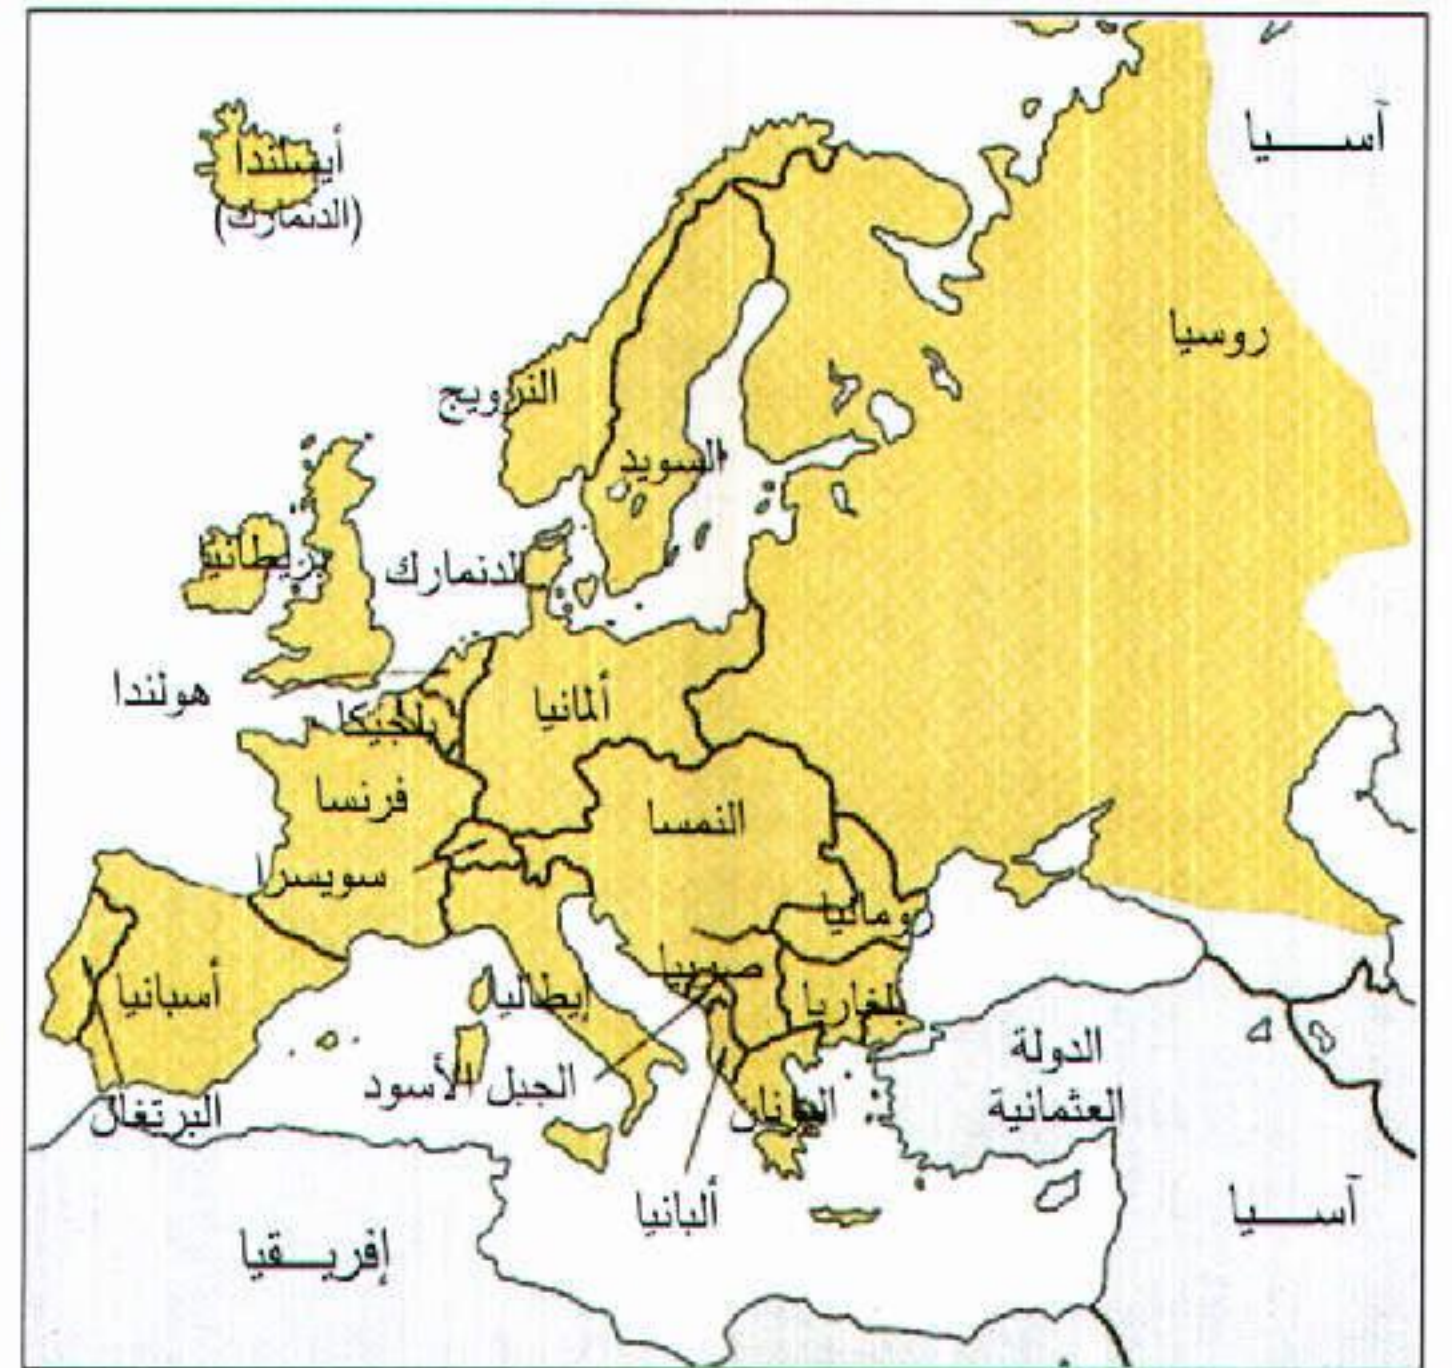 آسيا
أيسلندا
(الدنمارك)
روسيا
النرويج
السويد
بريطانيا
الدنمارك
هولندا
بلجيكا
ألمانيا
فرنسا
النمسا
سويسرا
رومانيا
صربيا
أسبانيا
إيطاليا
بلغاريا
الدولة
العثمانية
الجبل الأسود
البرتغال
اليونان
ألبانيا
آسيا
إفريقيا